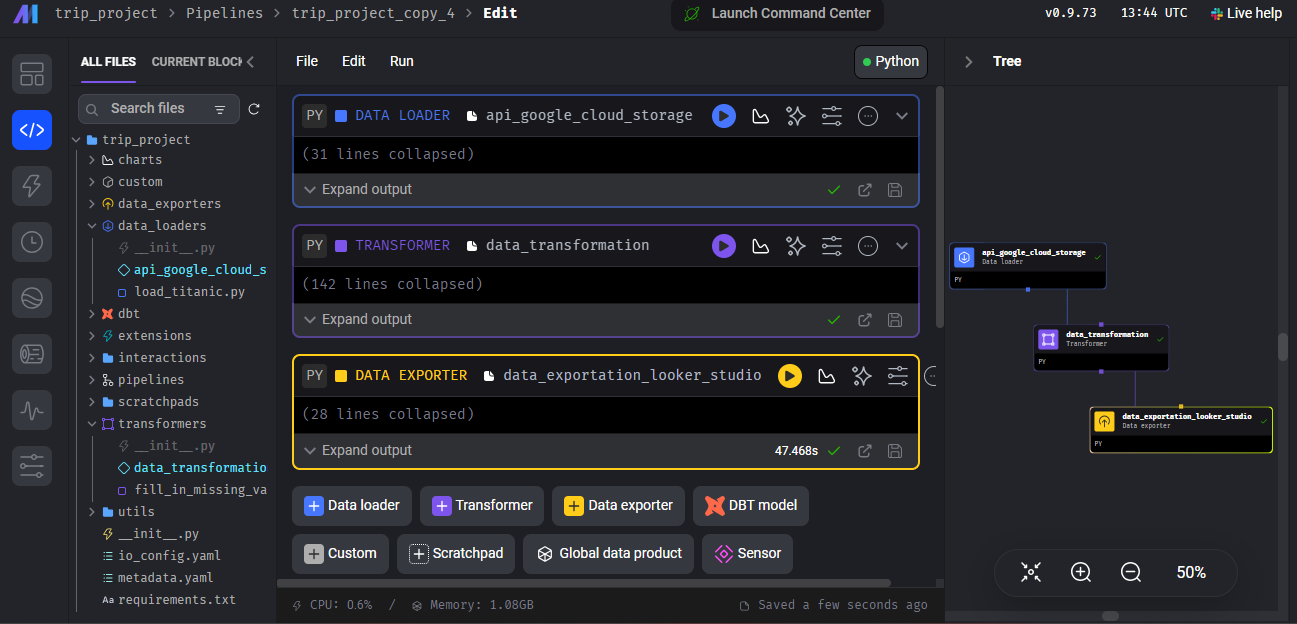 trip_project > Pipelines > trip_project_copy_4 > Edit
Launch Command Center
v0.9.73
13:44 UTC
Live help
ALL FILES
CURRENT BLOCK
Search files
trip_project
charts
custom
data_exporters
data_loaders
__init__.py
api_google_cloud_s
load_titanic.py
dbt
extensions
interactions
pipelines
scratchpads
transformers
__init__.py
data_transformatio
fill_in_missing_va
utils
__init__.py
io_config.yaml
metadata.yaml
Aa requirements.txt
File Edit Run
Python
PY DATA LOADER api_google_cloud_storage
(31 lines collapsed)
Expand output
PY TRANSFORMER data_transformation
(142 lines collapsed)
Expand output
PY DATA EXPORTER data_exportation_looker_studio
(28 lines collapsed)
Expand output 47.468s
Data loader Transformer Data exporter DBT model
Custom Scratchpad Global data product Sensor
CPU: 0.6% / Memory: 1.08GB Saved a few seconds ago
Tree
api_google_cloud_storage
Data loader
PY
data_transformation
Transformer
PY
data_exportation_looker_studio
Data exporter
PY
50%